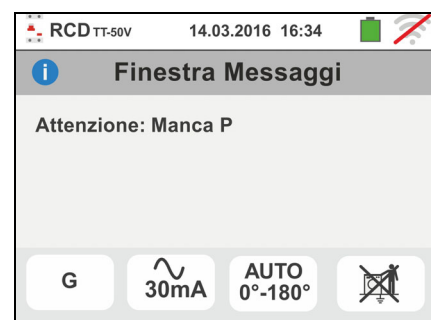 RCD TT-50V 14.03.2016 16:34
i Finestra Messaggi
Attenzione: Manca P
G 30mA AUTO 0°-180°